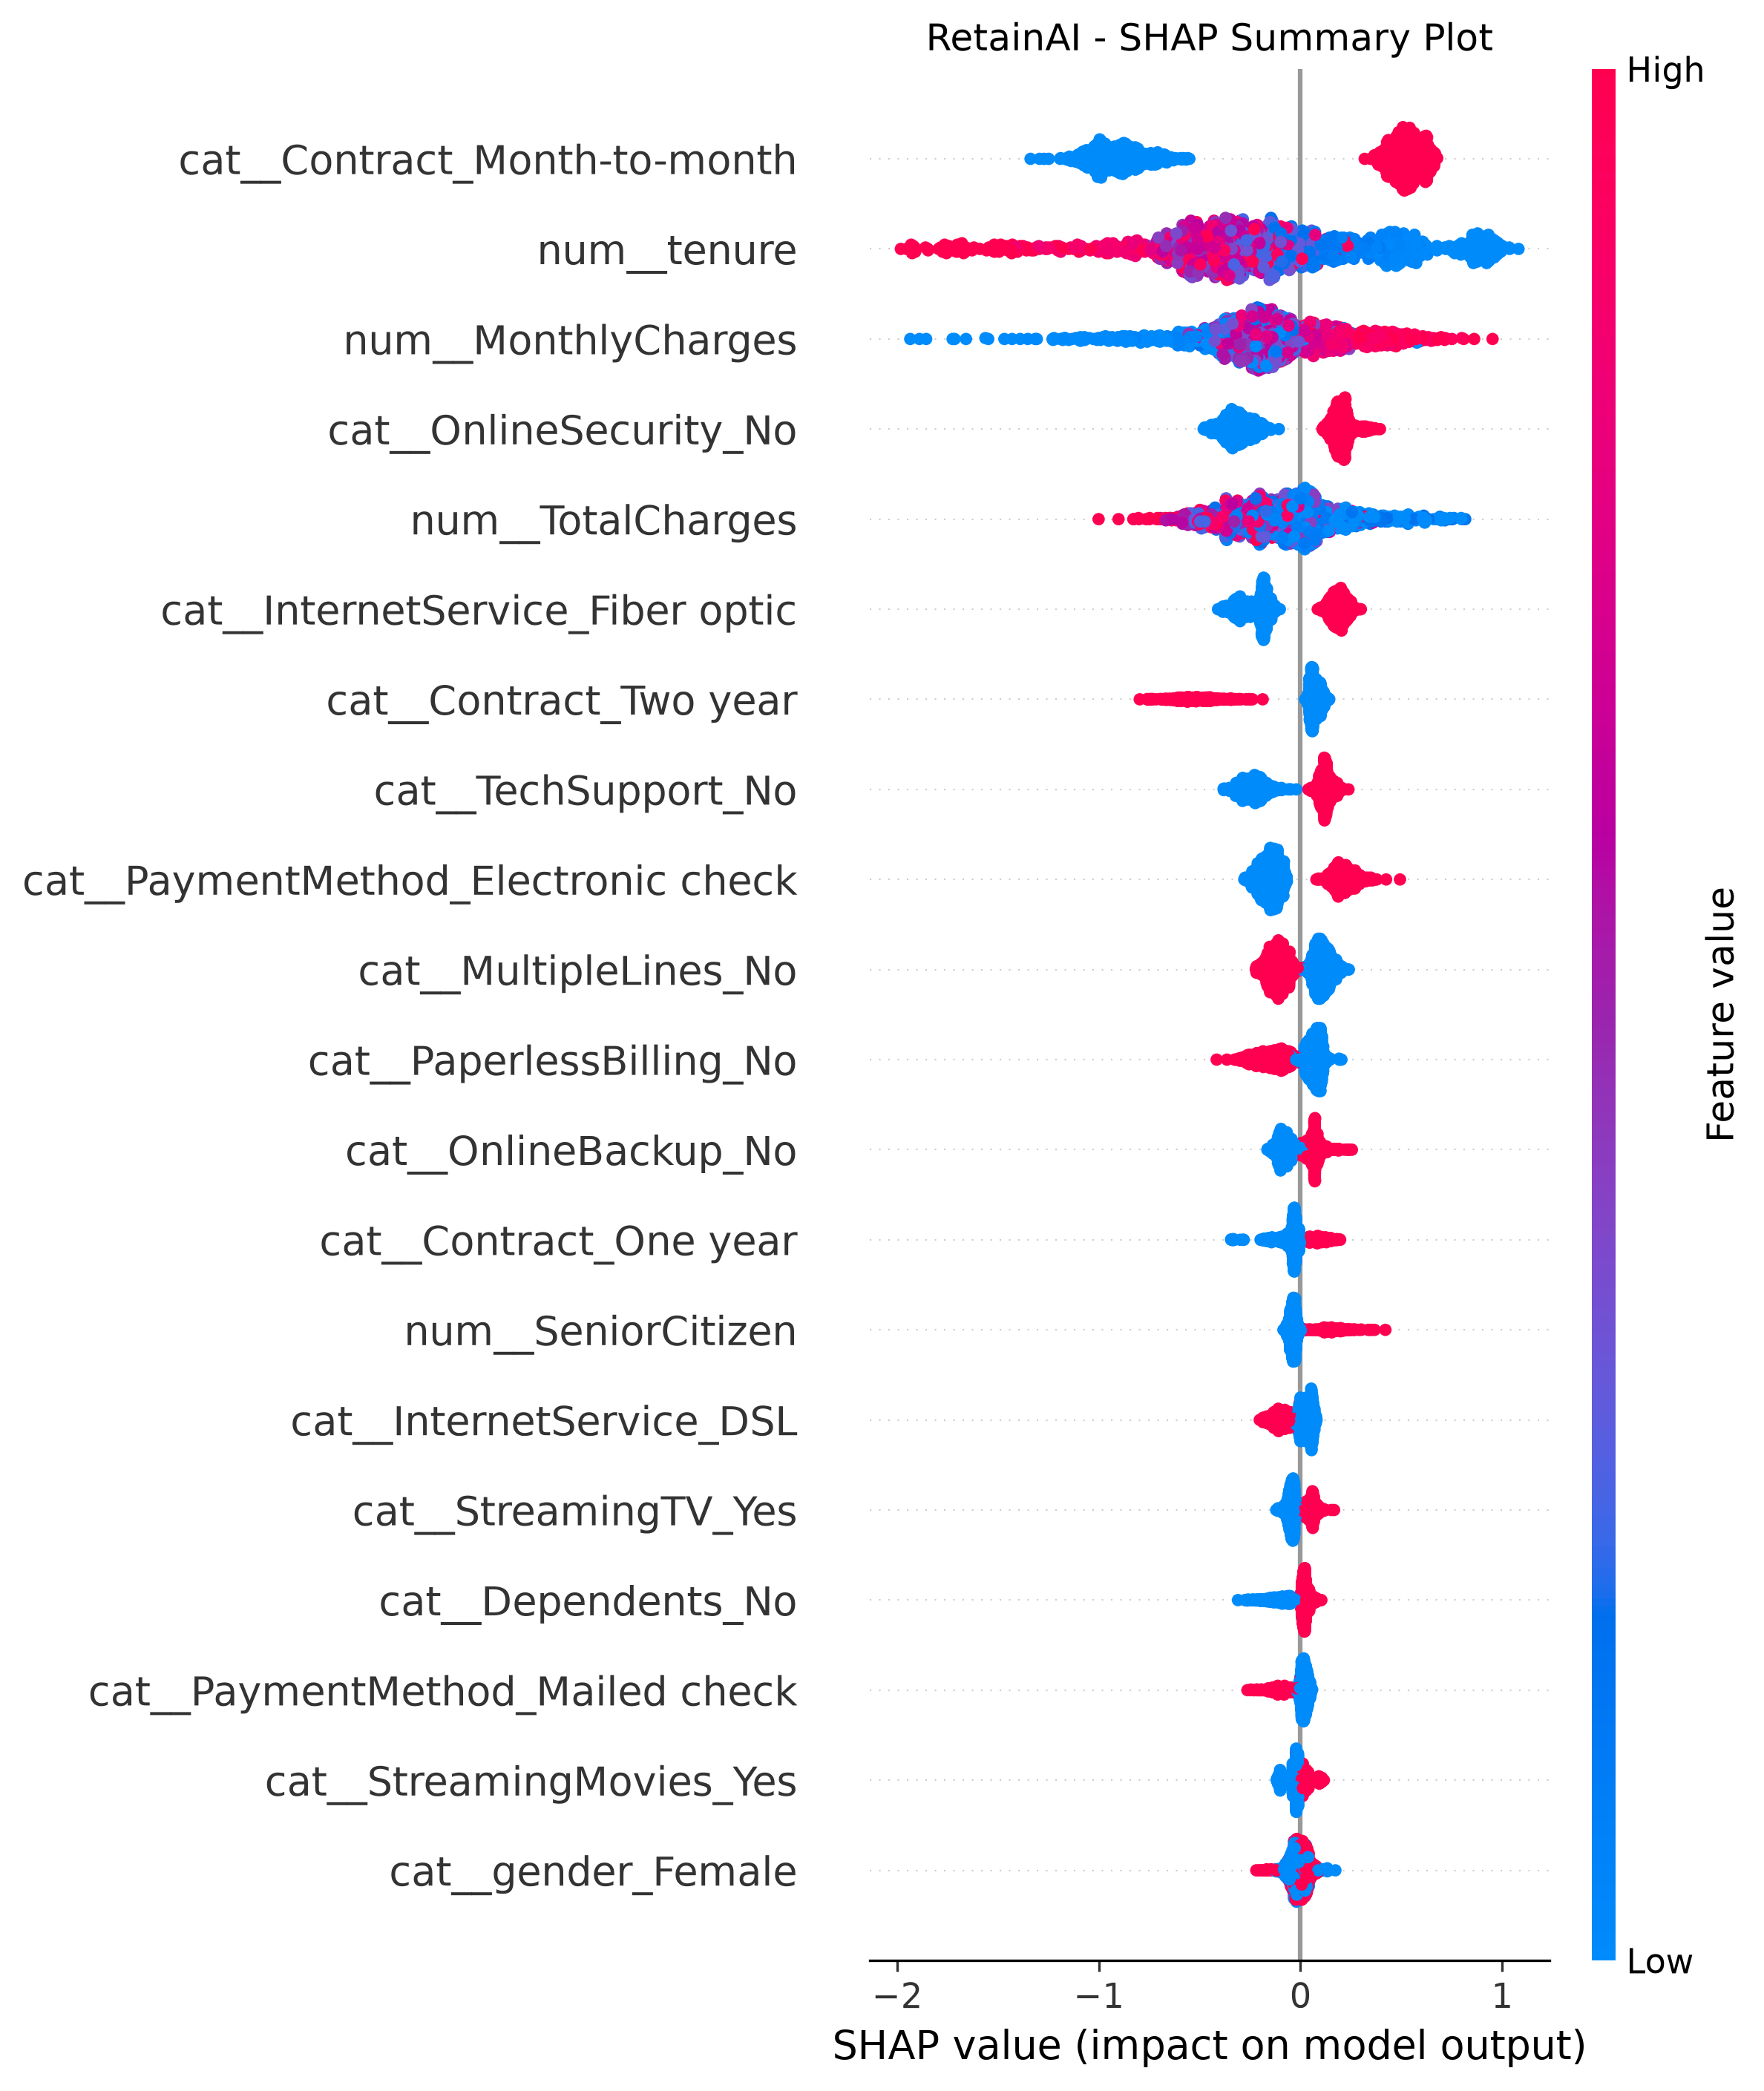 RetainAI - SHAP Summary Plot
High
cat__Contract_Month-to-month
num__tenure
num__MonthlyCharges
cat__OnlineSecurity_No
num__TotalCharges
cat__InternetService_Fiber optic
cat__Contract_Two year
cat__TechSupport_No
cat__PaymentMethod_Electronic check
cat__MultipleLines_No
cat__PaperlessBilling_No
cat__OnlineBackup_No
cat__Contract_One year
num__SeniorCitizen
cat__InternetService_DSL
cat__StreamingTV_Yes
cat__Dependents_No
cat__PaymentMethod_Mailed check
cat__StreamingMovies_Yes
cat__gender_Female
Feature value
Low
−2 −1 0 1
SHAP value (impact on model output)